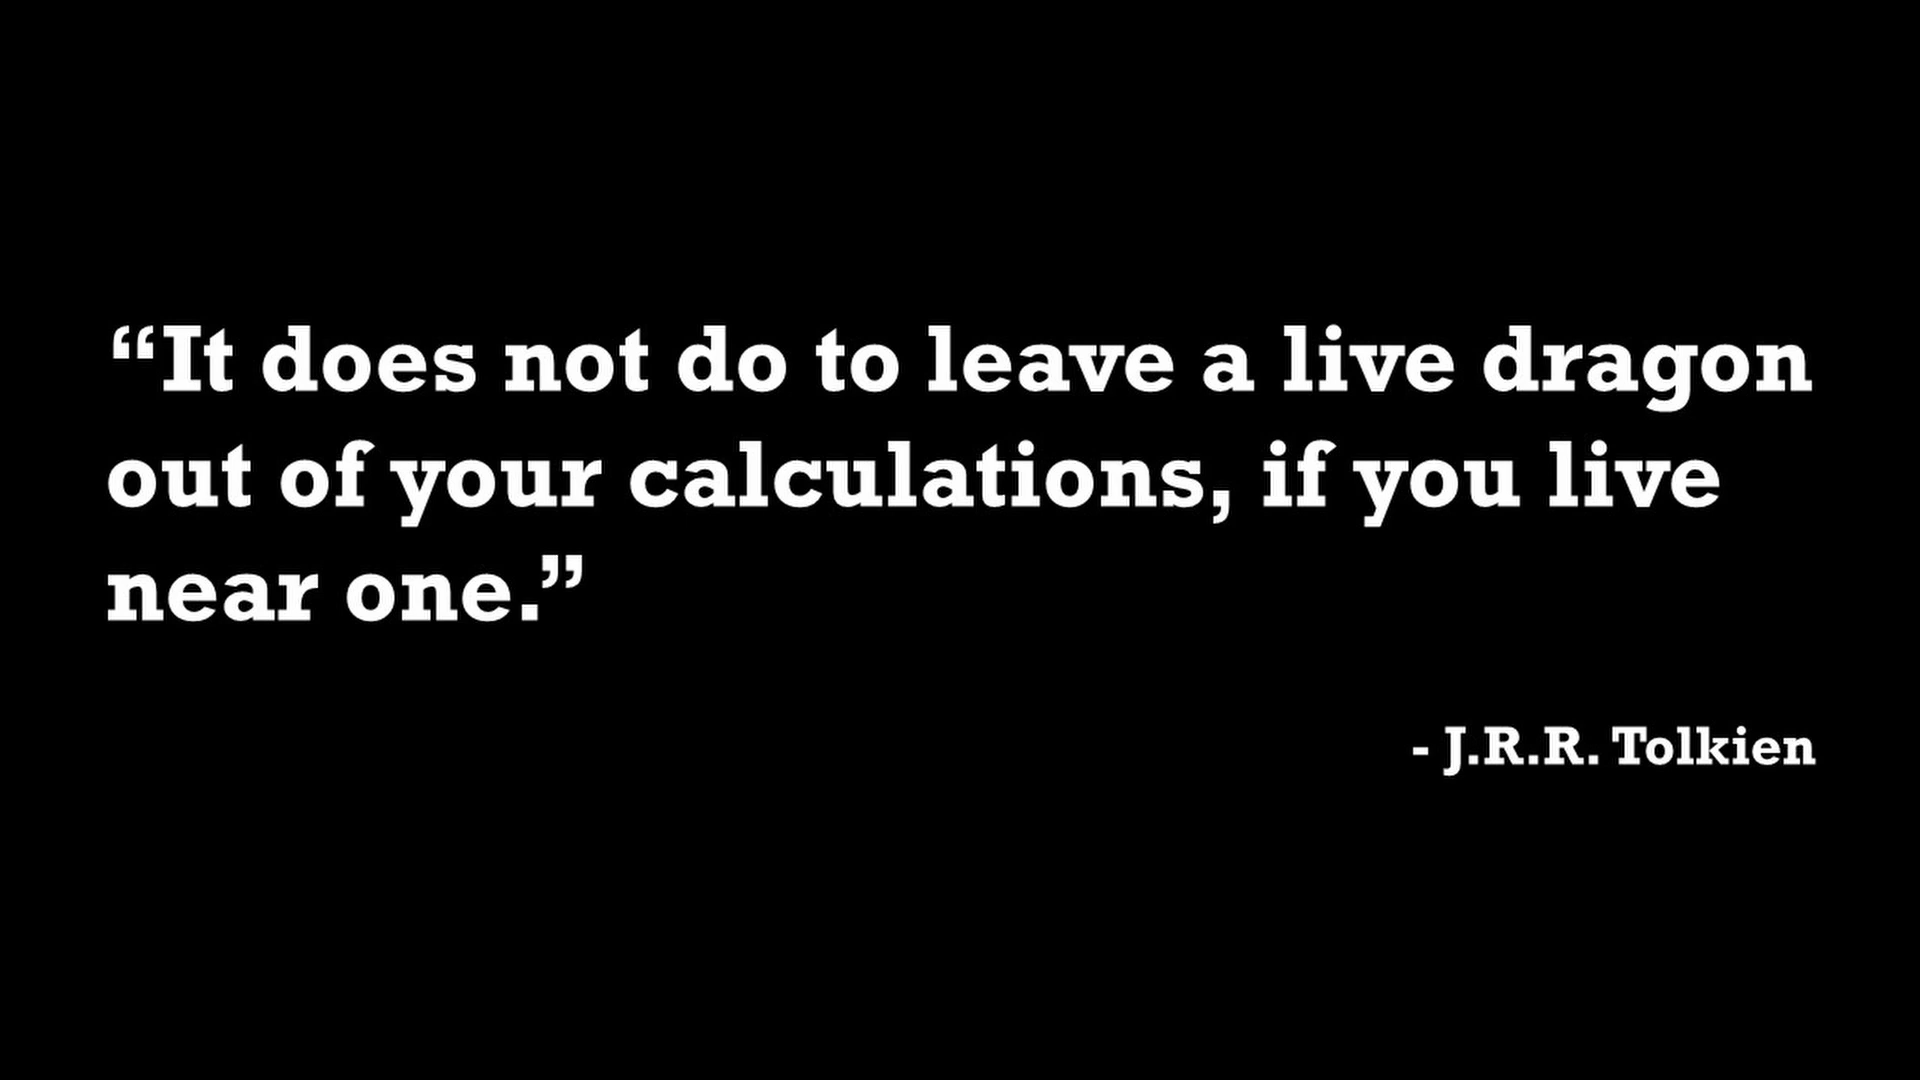 “It does not do to leave a live dragon
out of your calculations, if you live
near one.”
- J.R.R. Tolkien